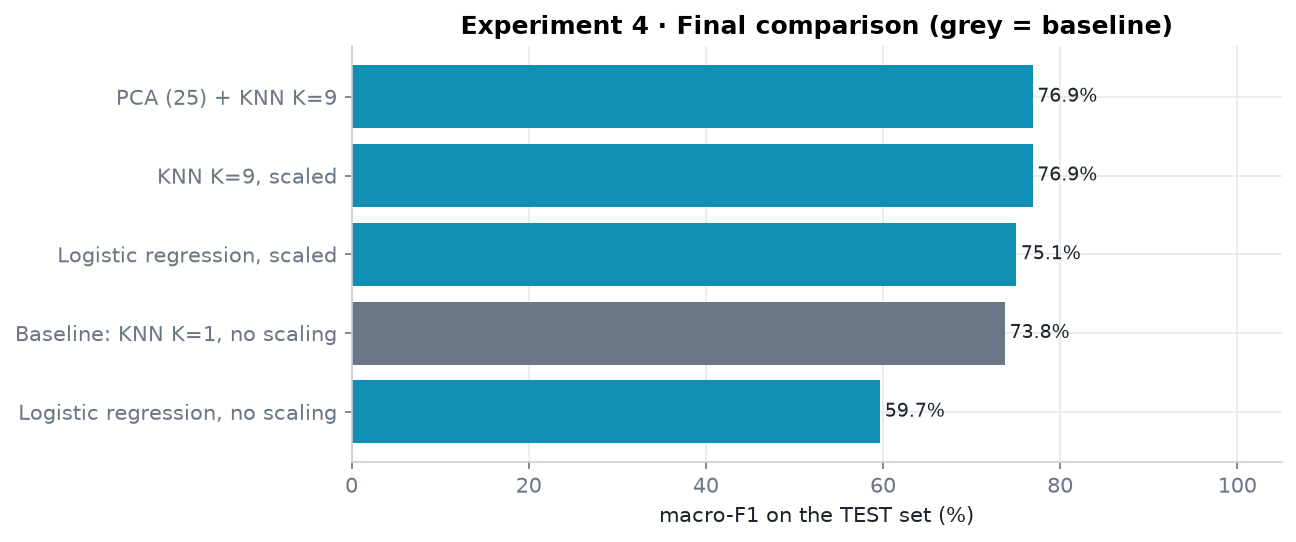 Experiment 4 · Final comparison (grey = baseline)
PCA (25) + KNN K=9
76.9%
KNN K=9, scaled
76.9%
Logistic regression, scaled
75.1%
Baseline: KNN K=1, no scaling
73.8%
Logistic regression, no scaling
59.7%
0 20 40 60 80 100
macro-F1 on the TEST set (%)